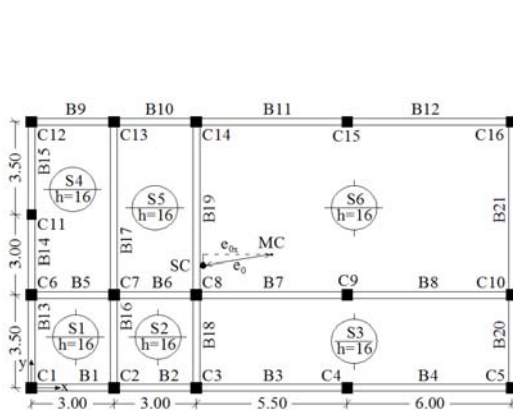 B9 B10 B11 B12
C12 C13 C14 C15 C16
3.50 B15 S4 h=16 S5 h=16 B19 S6 h=16 B21
C11 B17
3.00 B14 SC e0x MC e0
C6 B5 C7 B6 C8 B7 C9 B8 C10
3.50 B13 S1 h=16 B16 S2 h=16 B18 S3 h=16 B20
y C1 x B1 C2 B2 C3 B3 C4 B4 C5
3.00 3.00 5.50 6.00